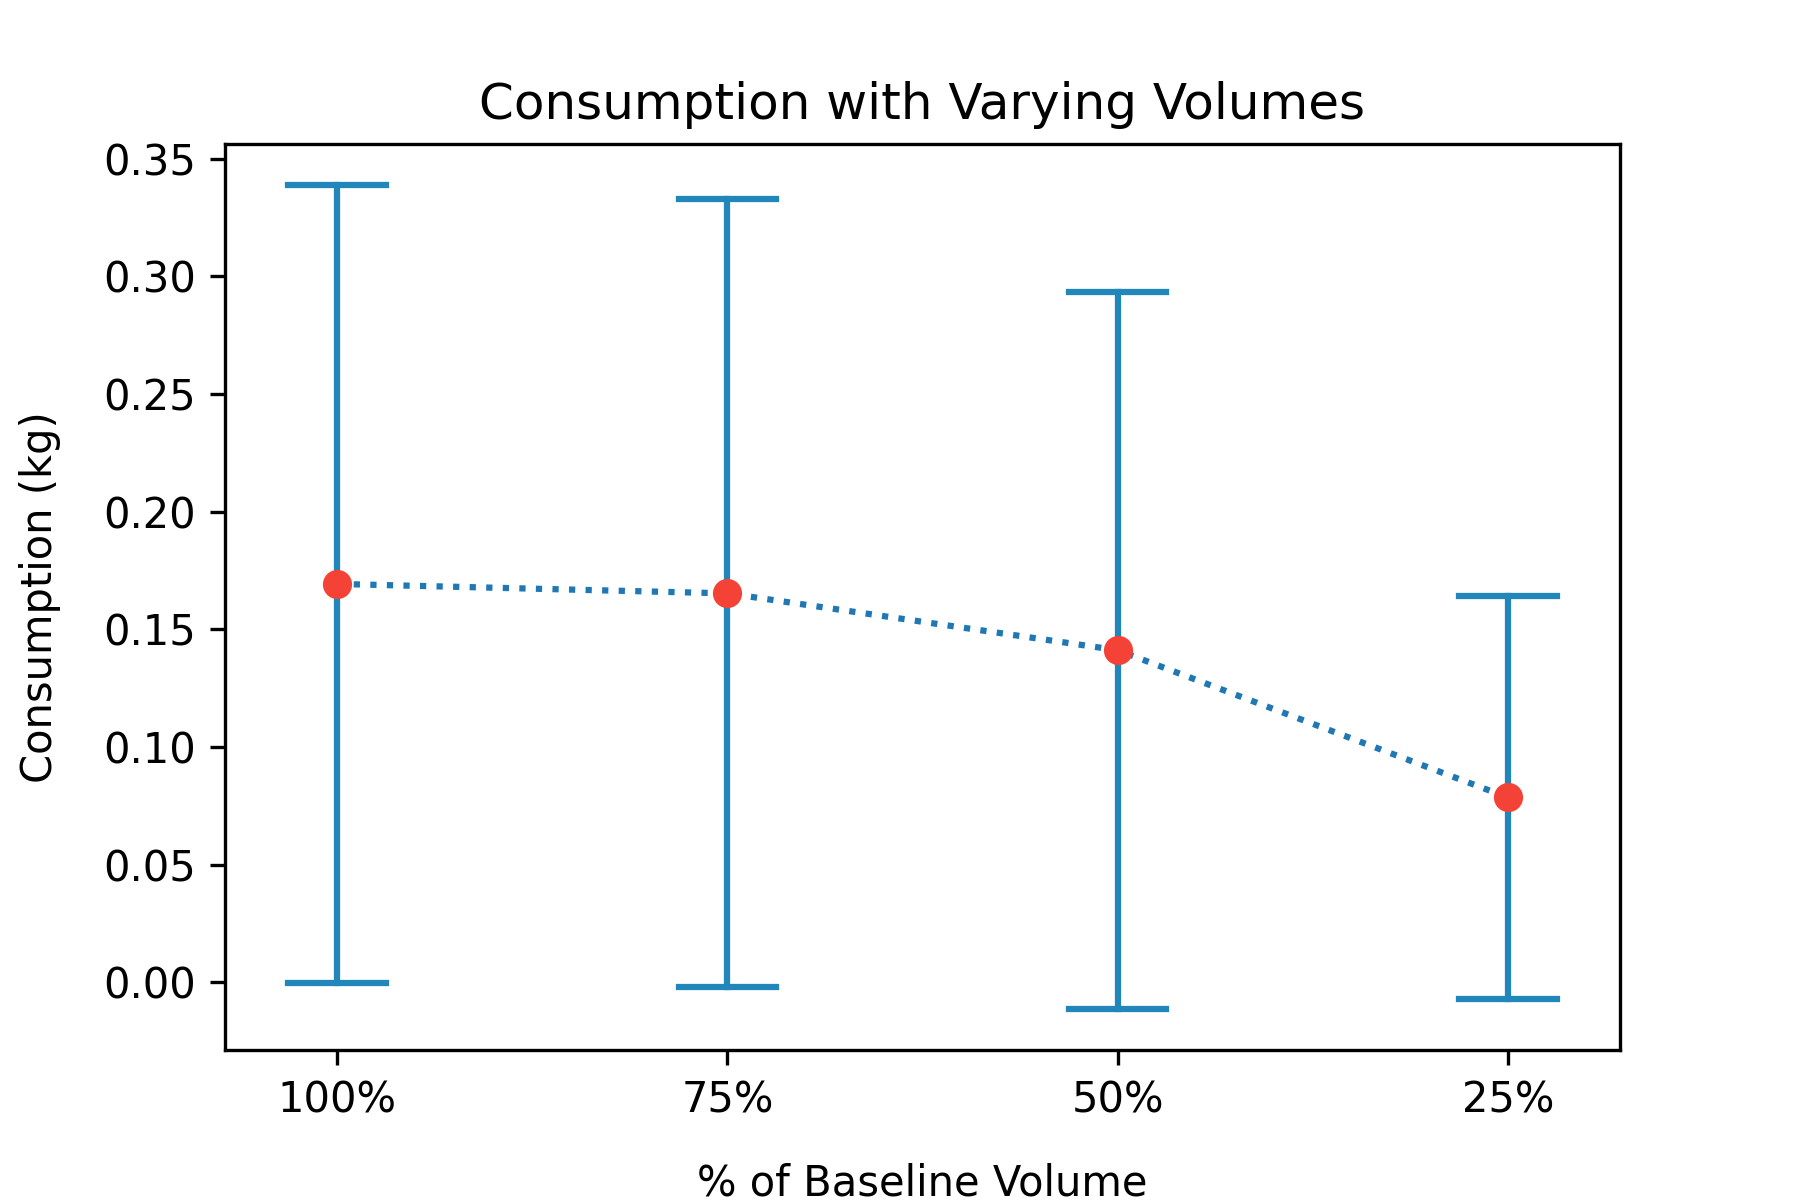 Consumption with Varying Volumes
0.35
0.30
0.25
0.20
0.15
0.10
0.05
0.00
Consumption (kg)
100% 75% 50% 25%
% of Baseline Volume